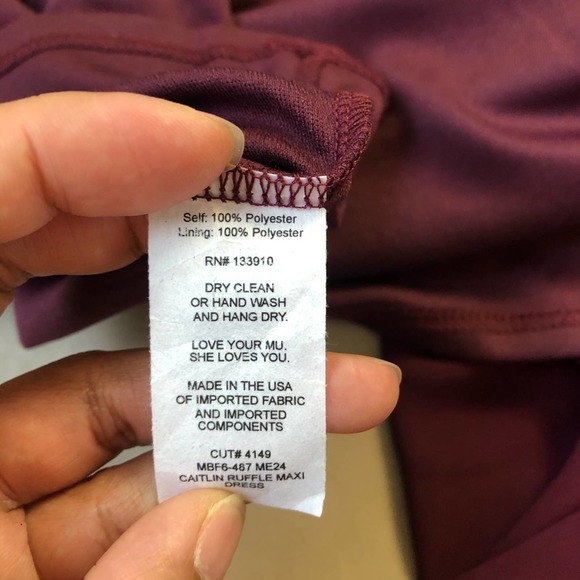 Self: 100% Polyester
Lining: 100% Polyester
RN# 133910
DRY CLEAN
OR HAND WASH
AND HANG DRY.
LOVE YOUR MU.
SHE LOVES YOU.
MADE IN THE USA
OF IMPORTED FABRIC
AND IMPORTED
COMPONENTS
CUT# 4149
MBF6-487 ME24
CAITLIN RUFFLE MAXI
DRESS